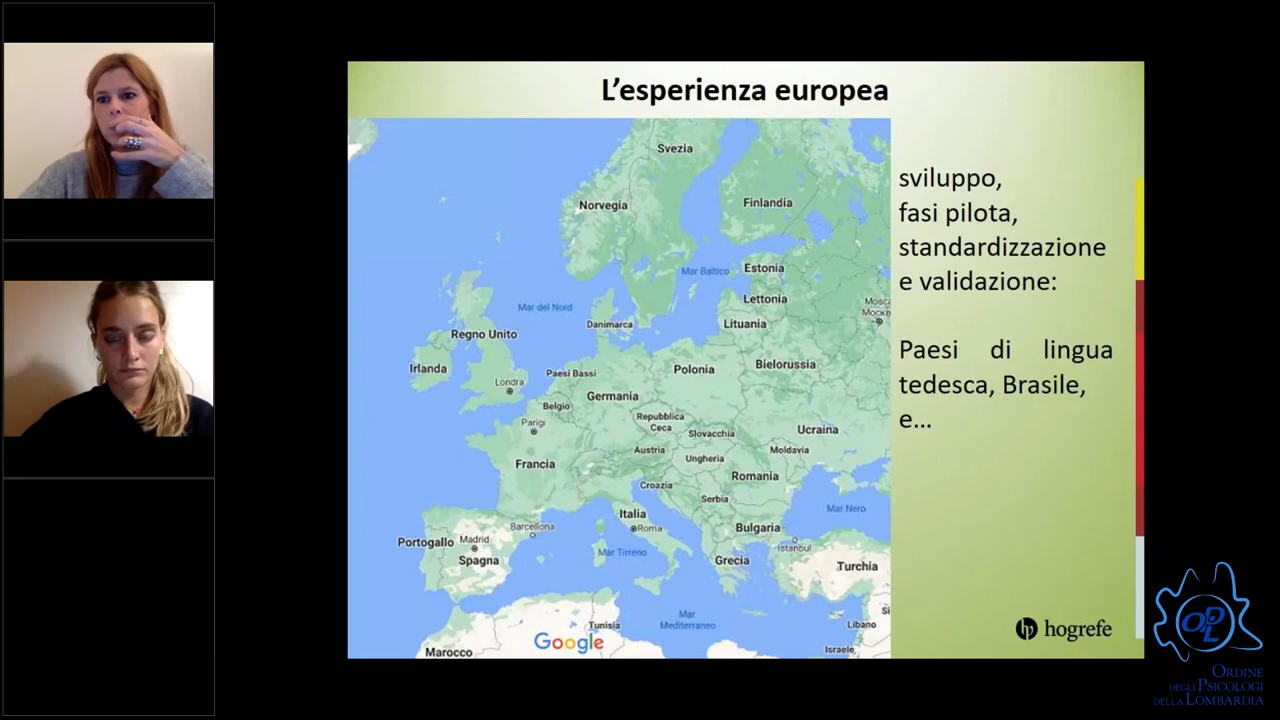 L'esperienza europea
Svezia
Norvegia
Finlandia
Mar Baltico
Estonia
Lettonia
Mar del Nord
Danimarca
Lituania
Regno Unito
Irlanda
Londra
Paesi Bassi
Polonia
Bielorussia
Germania
Belgio
Parigi
Repubblica
Ceca
Slovacchia
Ucraina
Austria
Ungheria
Moldavia
Francia
Romania
Croazia
Serbia
Italia
Roma
Mar Nero
Barcellona
Bulgaria
Portogallo
Madrid
Spagna
Mar Tirreno
Istanbul
Grecia
Turchia
Mar
Mediterraneo
Tunisia
Libano
Israele,
Marocco
Google
sviluppo,
fasi pilota,
standardizzazione
e validazione:
Paesi di lingua
tedesca, Brasile,
e...
hogrefe
OPL
ORDINE
DEGLI PSICOLOGI
DELLA LOMBARDIA